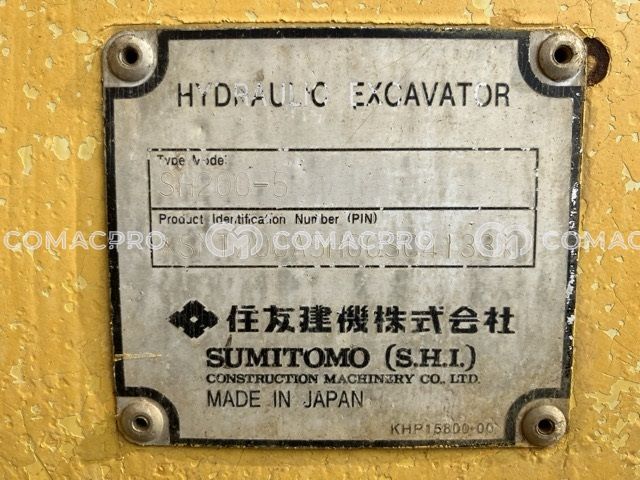 HYDRAULIC EXCAVATOR
Type Model
SH200-5
Product Identification Number (PIN)
COMACPRO COMACPRO COMACPRO
住友建機株式会社
SUMITOMO (S.H.I.)
CONSTRUCTION MACHINERY CO., LTD.
MADE IN JAPAN
KHP15800-00